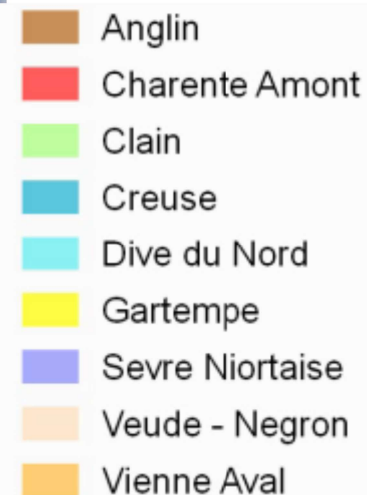 Anglin
Charente Amont
Clain
Creuse
Dive du Nord
Gartempe
Sevre Niortaise
Veude - Negron
Vienne Aval